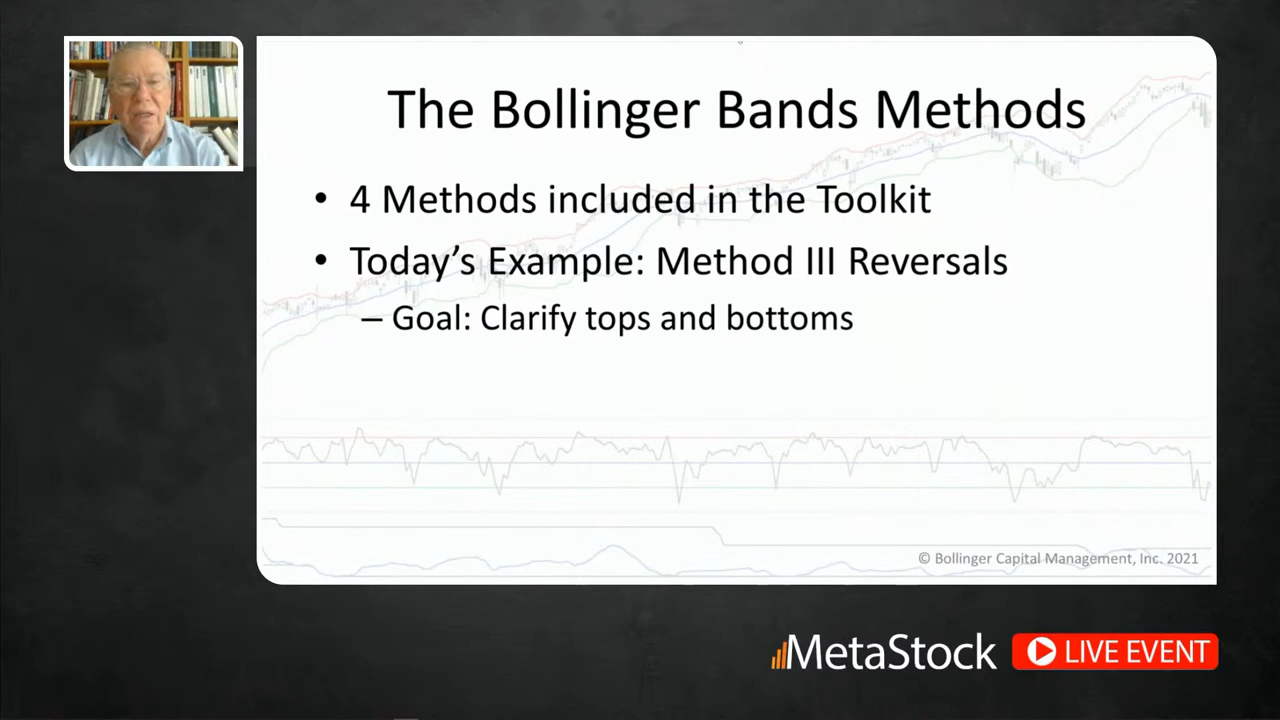 The Bollinger Bands Methods
• 4 Methods included in the Toolkit
• Today’s Example: Method III Reversals
– Goal: Clarify tops and bottoms
© Bollinger Capital Management, Inc. 2021
MetaStock LIVE EVENT